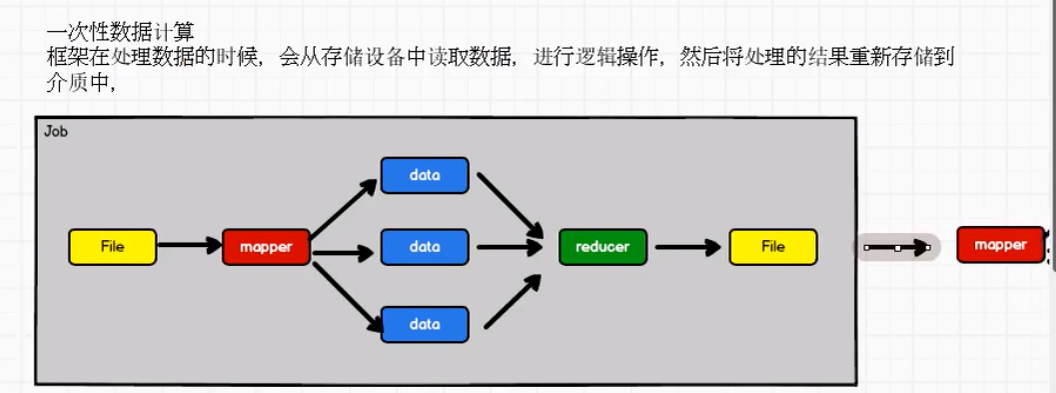 一次性数据计算
框架在处理数据的时候，会从存储设备中读取数据，进行逻辑操作，然后将处理的结果重新存储到
介质中，
Job
data
File
mapper
data
reducer
File
mapper
data